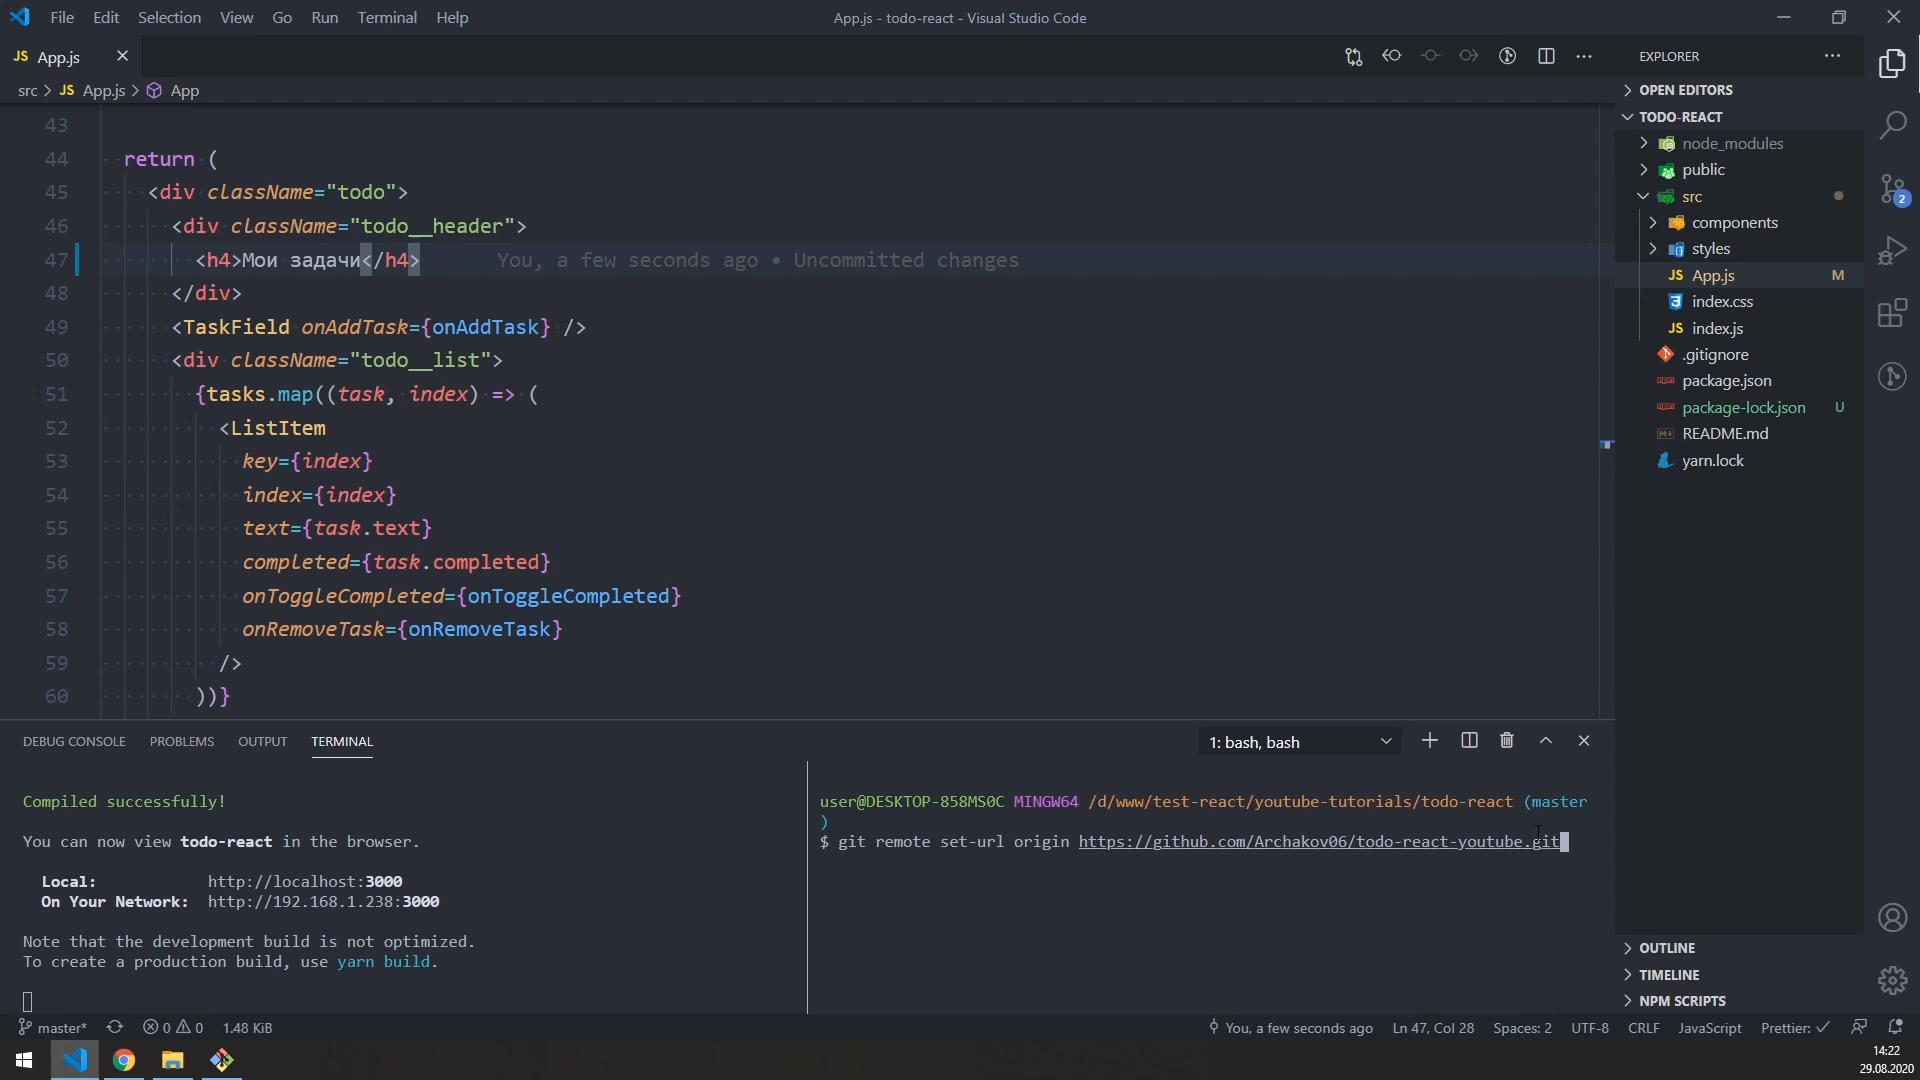 File Edit Selection View Go Run Terminal Help
App.js - todo-react - Visual Studio Code
JS App.js
src > JS App.js > App
43
44 return (
45 <div className="todo">
46 <div className="todo__header">
47 <h4>Мои задачи</h4> You, a few seconds ago • Uncommitted changes
48 </div>
49 <TaskField onAddTask={onAddTask} />
50 <div className="todo__list">
51 {tasks.map((task, index) => (
52 <ListItem
53 key={index}
54 index={index}
55 text={task.text}
56 completed={task.completed}
57 onToggleCompleted={onToggleCompleted}
58 onRemoveTask={onRemoveTask}
59 />
60 ))}
EXPLORER
OPEN EDITORS
TODO-REACT
node_modules
public
src
components
styles
JS App.js M
index.css
JS index.js
.gitignore
package.json
package-lock.json U
README.md
yarn.lock
OUTLINE
TIMELINE
NPM SCRIPTS
2
DEBUG CONSOLE PROBLEMS OUTPUT TERMINAL
1: bash, bash
Compiled successfully!
You can now view todo-react in the browser.
Local: http://localhost:3000
On Your Network: http://192.168.1.238:3000
Note that the development build is not optimized.
To create a production build, use yarn build.
user@DESKTOP-858MS0C MINGW64 /d/www/test-react/youtube-tutorials/todo-react (master
)
$ git remote set-url origin https://github.com/Archakov06/todo-react-youtube.git
master* 0 0 1.48 KiB
You, a few seconds ago Ln 47, Col 28 Spaces: 2 UTF-8 CRLF JavaScript Prettier: ✓
14:22
29.08.2020